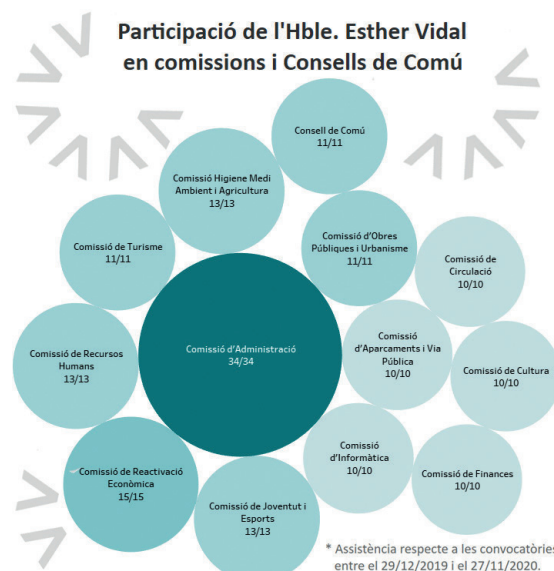 Participació de l'Hble. Esther Vidal
en comissions i Consells de Comú
Consell de Comú
11/11
Comissió Higiene Medi
Ambient i Agricultura
13/13
Comissió de Turisme
11/11
Comissió d'Obres
Públiques i Urbanisme
11/11
Comissió de
Circulació
10/10
Comissió d'Administració
34/34
Comissió
d'Aparcaments i Via
Pública
10/10
Comissió de Recursos
Humans
13/13
Comissió de Cultura
10/10
Comissió
d'Informàtica
10/10
Comissió de Reactivació
Econòmica
15/15
Comissió de Finances
10/10
Comissió de Joventut i
Esports
13/13
* Assistència respecte a les convocatòries
entre el 29/12/2019 i el 27/11/2020.